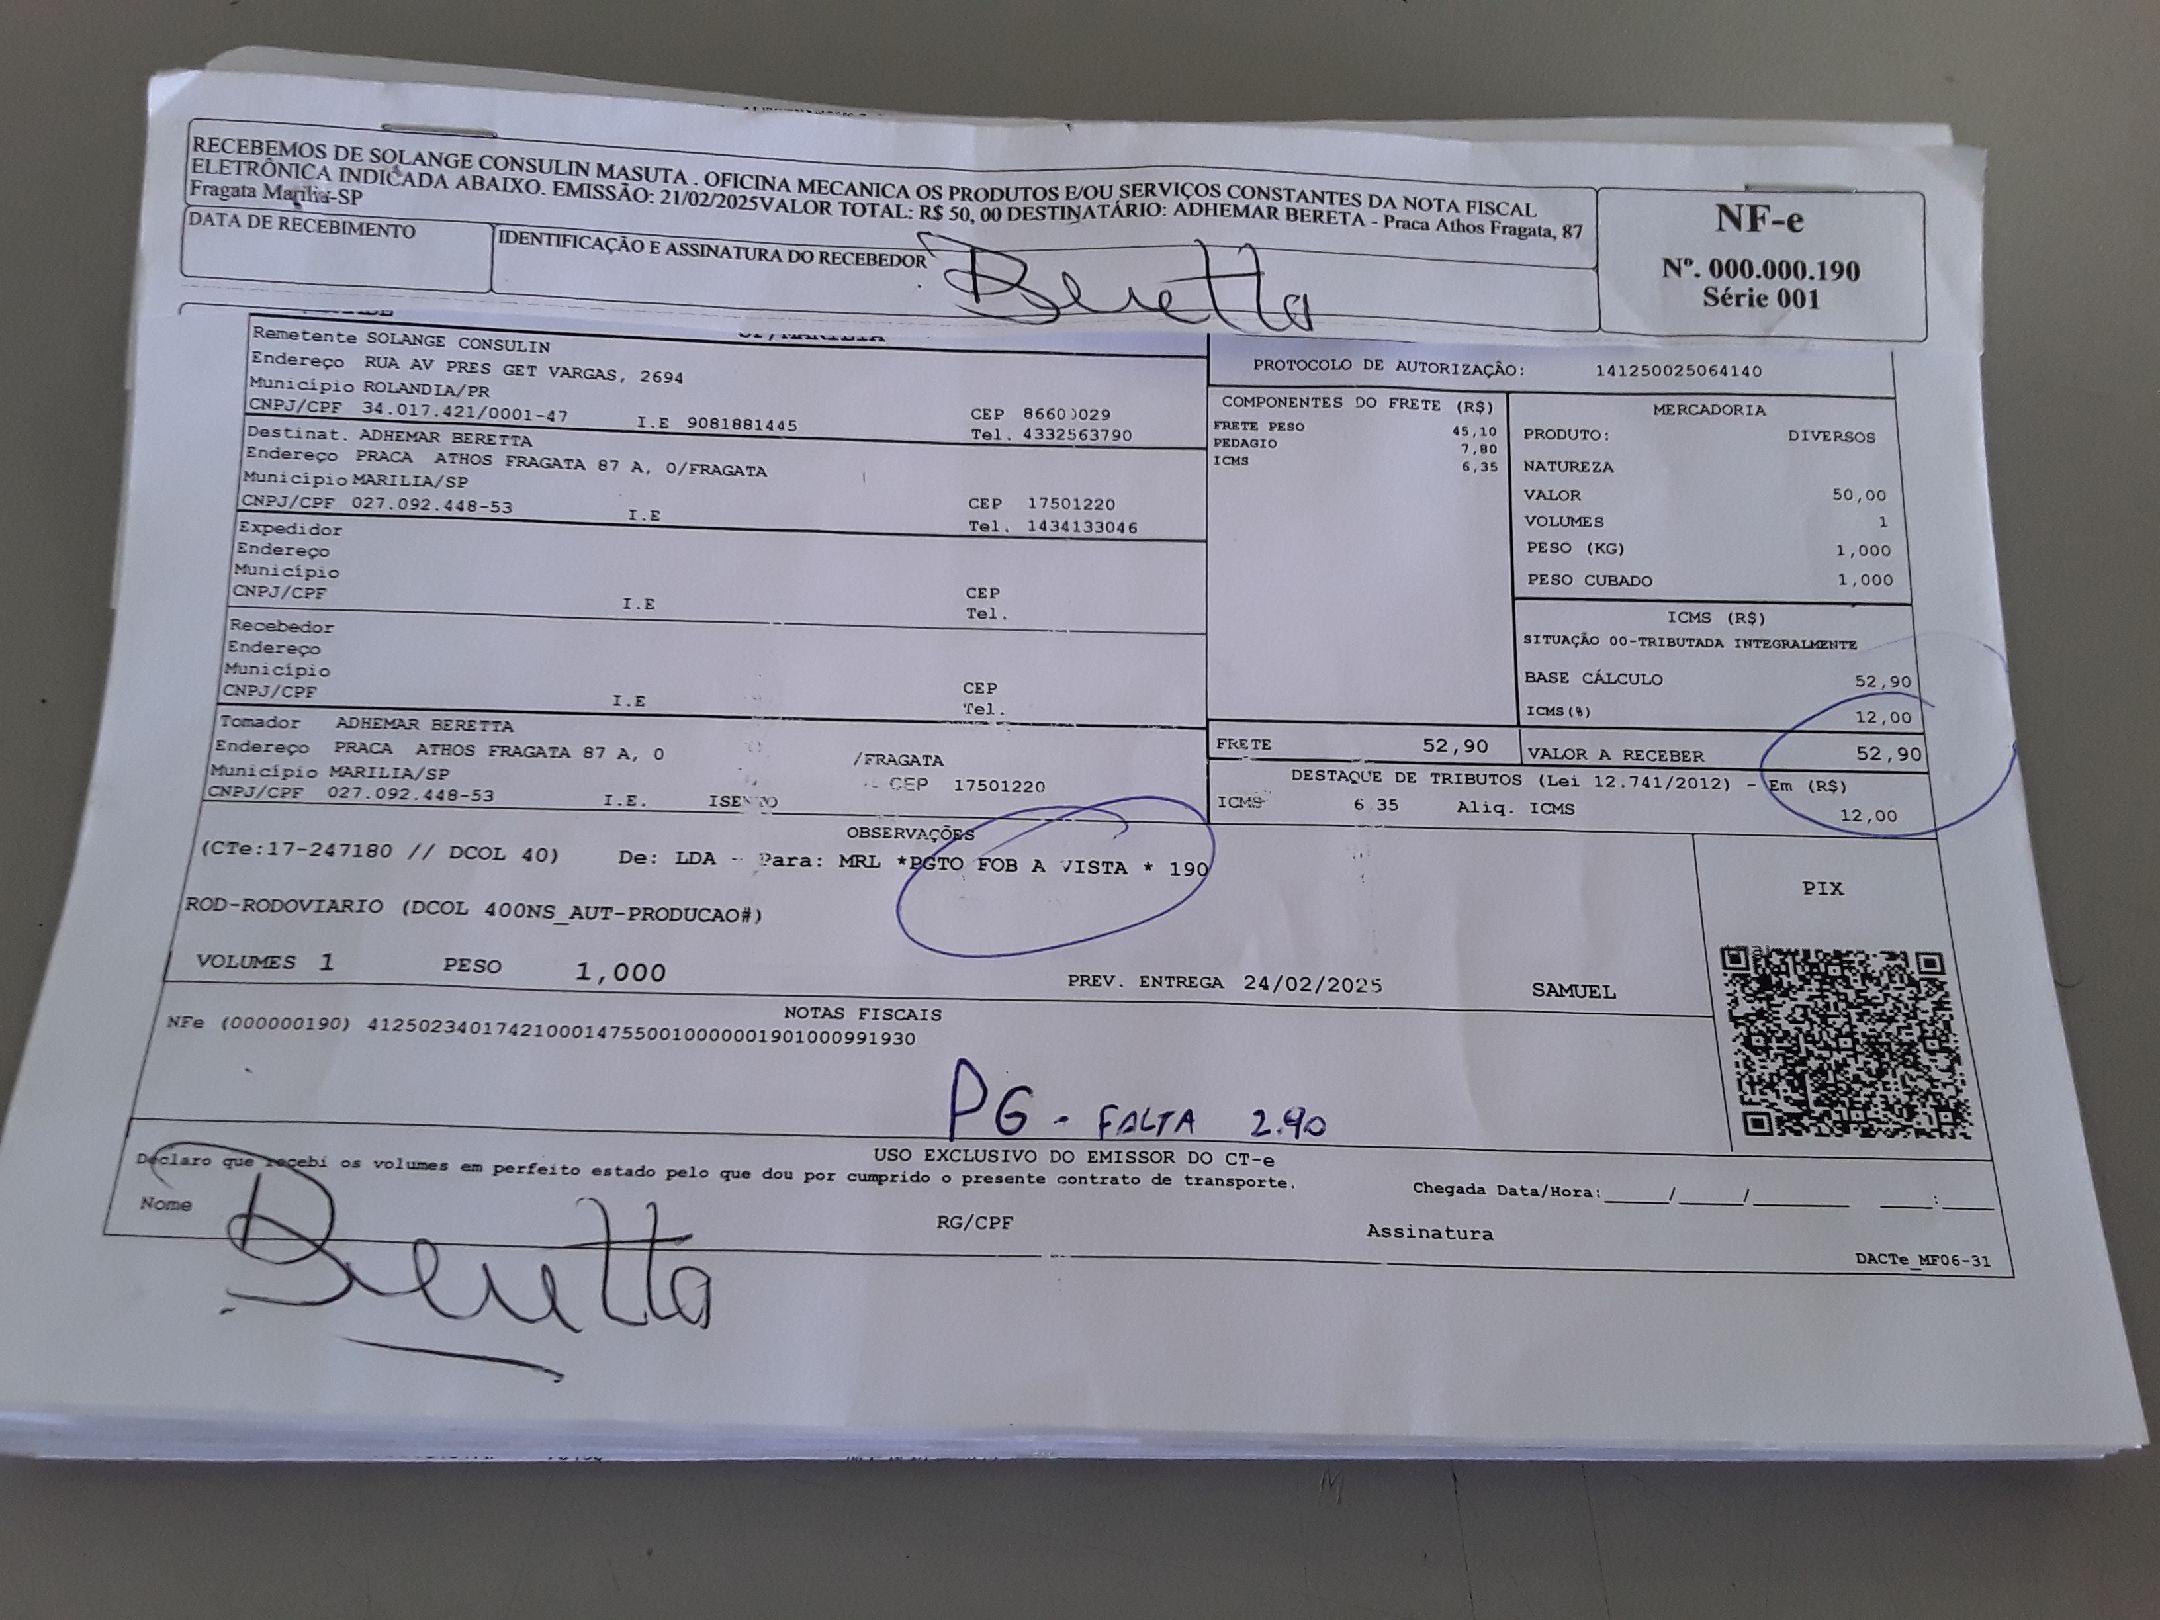 RECEBEMOS DE SOLANGE CONSULIN MASUTA . OFICINA MECANICA OS PRODUTOS E/OU SERVIÇOS CONSTANTES DA NOTA FISCAL
ELETRÔNICA INDICADA ABAIXO. EMISSÃO: 21/02/2025VALOR TOTAL: R$ 50, 00 DESTINATÁRIO: ADHEMAR BERETA - Praca Athos Fragata, 87
Fragata Marilia-SP
DATA DE RECEBIMENTO
IDENTIFICAÇÃO E ASSINATURA DO RECEBEDOR
Beretta
NF-e
Nº. 000.000.190
Série 001
Remetente SOLANGE CONSULIN
Endereço RUA AV PRES GET VARGAS, 2694
Município ROLANDIA/PR
CNPJ/CPF 34.017.421/0001-47 I.E 9081881445
CEP 86600029
Tel. 4332563790
Destinat. ADHEMAR BERETTA
Endereço PRACA ATHOS FRAGATA 87 A, 0/FRAGATA
Município MARILIA/SP
CNPJ/CPF 027.092.448-53 I.E
CEP 17501220
Tel. 1434133046
Expedidor
Endereço
Município
CNPJ/CPF I.E
CEP
Tel.
Recebedor
Endereço
Município
CNPJ/CPF I.E
CEP
Tel.
Tomador ADHEMAR BERETTA
Endereço PRACA ATHOS FRAGATA 87 A, 0 /FRAGATA
Município MARILIA/SP CEP 17501220
CNPJ/CPF 027.092.448-53 I.E. ISENTO
PROTOCOLO DE AUTORIZAÇÃO: 141250025064140
COMPONENTES DO FRETE (R$)
FRETE PESO 45,10
PEDAGIO 7,80
ICMS 6,35
MERCADORIA
PRODUTO: DIVERSOS
NATUREZA
VALOR 50,00
VOLUMES 1
PESO (KG) 1,000
PESO CUBADO 1,000
ICMS (R$)
SITUAÇÃO 00-TRIBUTADA INTEGRALMENTE
BASE CÁLCULO 52,90
ICMS(%) 12,00
FRETE 52,90
VALOR A RECEBER 52,90
DESTAQUE DE TRIBUTOS (Lei 12.741/2012) - Em (R$)
ICMS 6,35 Aliq. ICMS 12,00
OBSERVAÇÕES
(CTe:17-247180 // DCOL 40) De: LDA - Para: MRL *PGTO FOB A VISTA * 190
ROD-RODOVIARIO (DCOL 400NS_AUT-PRODUCAO#)
VOLUMES 1 PESO 1,000 PREV. ENTREGA 24/02/2025 SAMUEL
PIX
NOTAS FISCAIS
NFe (000000190) 41250234017421000147550010000001901000991930
PG - FALTA 2.90
USO EXCLUSIVO DO EMISSOR DO CT-e
Declaro que recebi os volumes em perfeito estado pelo que dou por cumprido o presente contrato de transporte.
Chegada Data/Hora:_____/_____/_________ _____:_____
Nome
RG/CPF
Assinatura
Beretta
DACTe_MF06-31